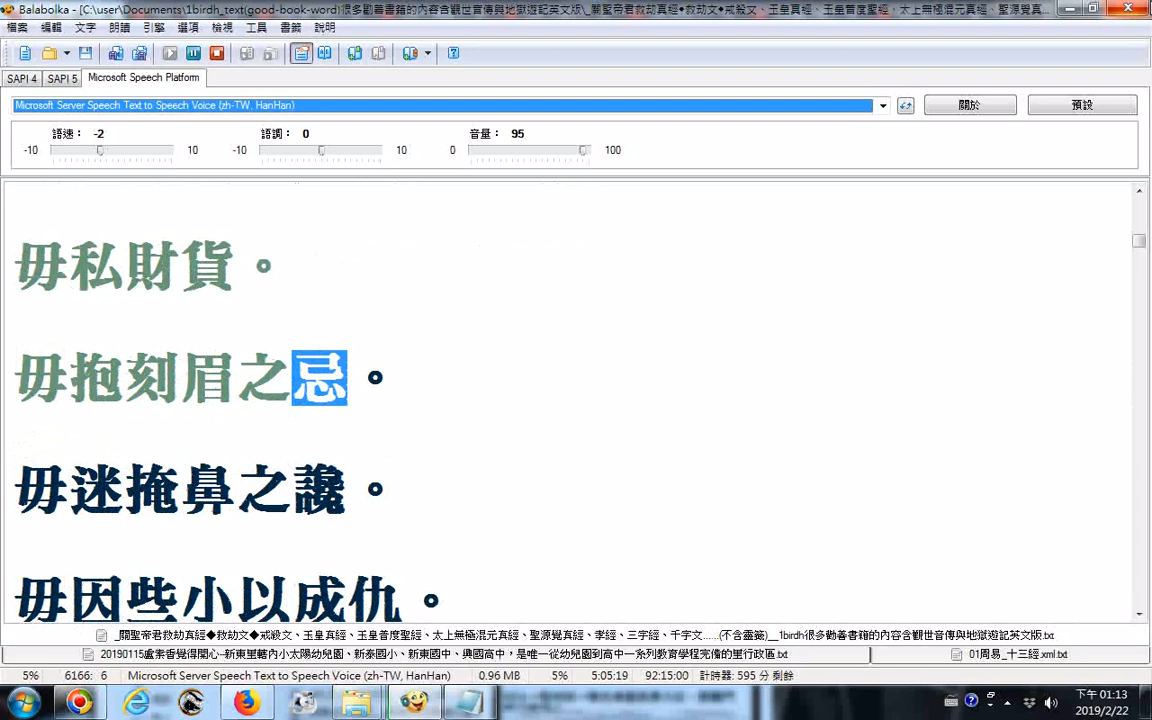 Balabolka - [C:\user\Documents\1birdh_text(good-book-word)很多勸善書籍的內容含觀世音傳與地獄遊記英文版\_關聖帝君救劫真經◆救劫文◆戒殺文、玉皇真經、玉皇普度聖經、太上無極混元真經、聖源覺真...
檔案 編輯 文字 朗讀 引擎 選項 檢視 工具 書籤 說明
SAPI 4 SAPI 5 Microsoft Speech Platform
Microsoft Server Speech Text to Speech Voice (zh-TW, HanHan) 關於 預設
語速： -2 語調： 0 音量： 95
-10 10 -10 10 0 100
毋私財貨。
毋抱刻眉之忌。
毋迷掩鼻之讒。
毋因些小以成仇。
_關聖帝君救劫真經◆救劫文◆戒殺文、玉皇真經、玉皇普度聖經、太上無極混元真經、聖源覺真經、孝經、三字經、千字文......(不含靈籤)__1birdh很多勸善書籍的內容含觀世音傳與地獄遊記英文版.txt
20190115盧素香覺得開心--新東里轄內小太陽幼兒園、新泰國小、新東國中、興國高中，是唯一從幼兒園到高中一系列教育學程完備的里行政區.txt 01周易_十三經.xml.txt
5% 6166: 6 Microsoft Server Speech Text to Speech Voice (zh-TW, HanHan) 0.96 MB 5% 5:05:19 92:15:00 計時器: 595 分 剩餘
下午 01:13
2019/2/22